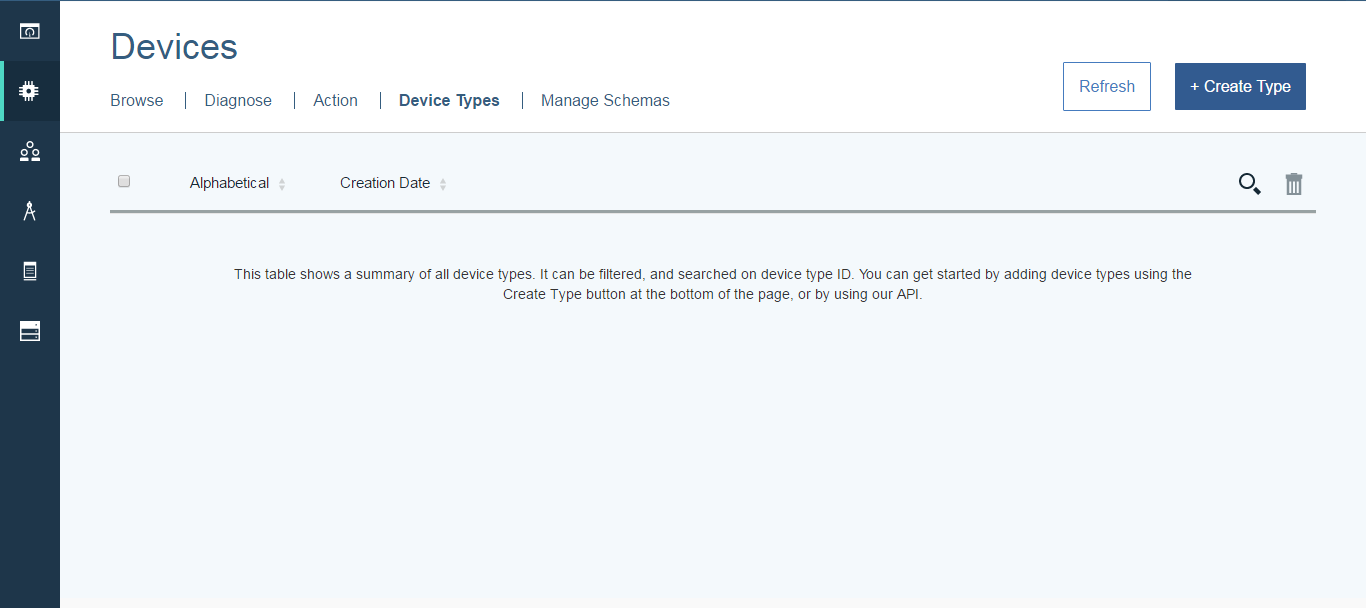 Devices
Browse | Diagnose | Action | Device Types | Manage Schemas
Refresh
+ Create Type
Alphabetical
Creation Date
This table shows a summary of all device types. It can be filtered, and searched on device type ID. You can get started by adding device types using the
Create Type button at the bottom of the page, or by using our API.